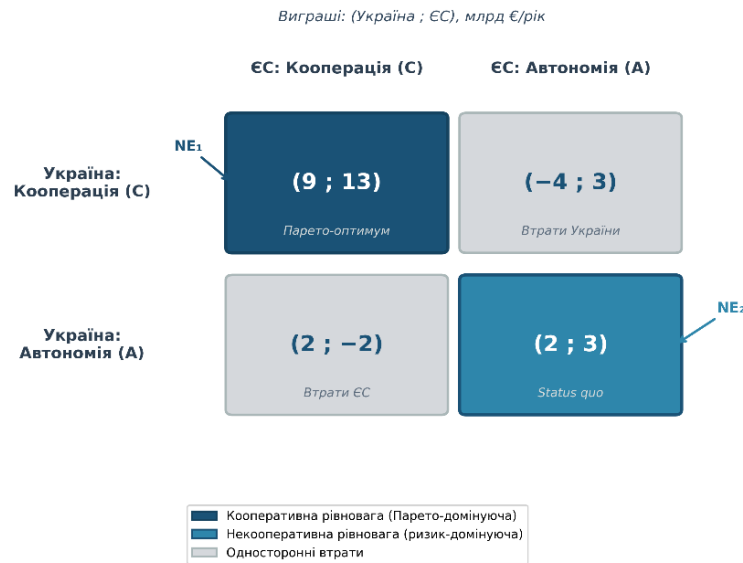 Виграші: (Україна ; ЄС), млрд €/рік
ЄС: Кооперація (C)
ЄС: Автономія (A)
NE₁
Україна:
Кооперація (C)
(9 ; 13)
Парето-оптимум
(−4 ; 3)
Втрати України
Україна:
Автономія (A)
(2 ; −2)
Втрати ЄС
(2 ; 3)
Status quo
NE₂
Кооперативна рівновага (Парето-домінуюча)
Некооперативна рівновага (ризик-домінуюча)
Односторонні втрати